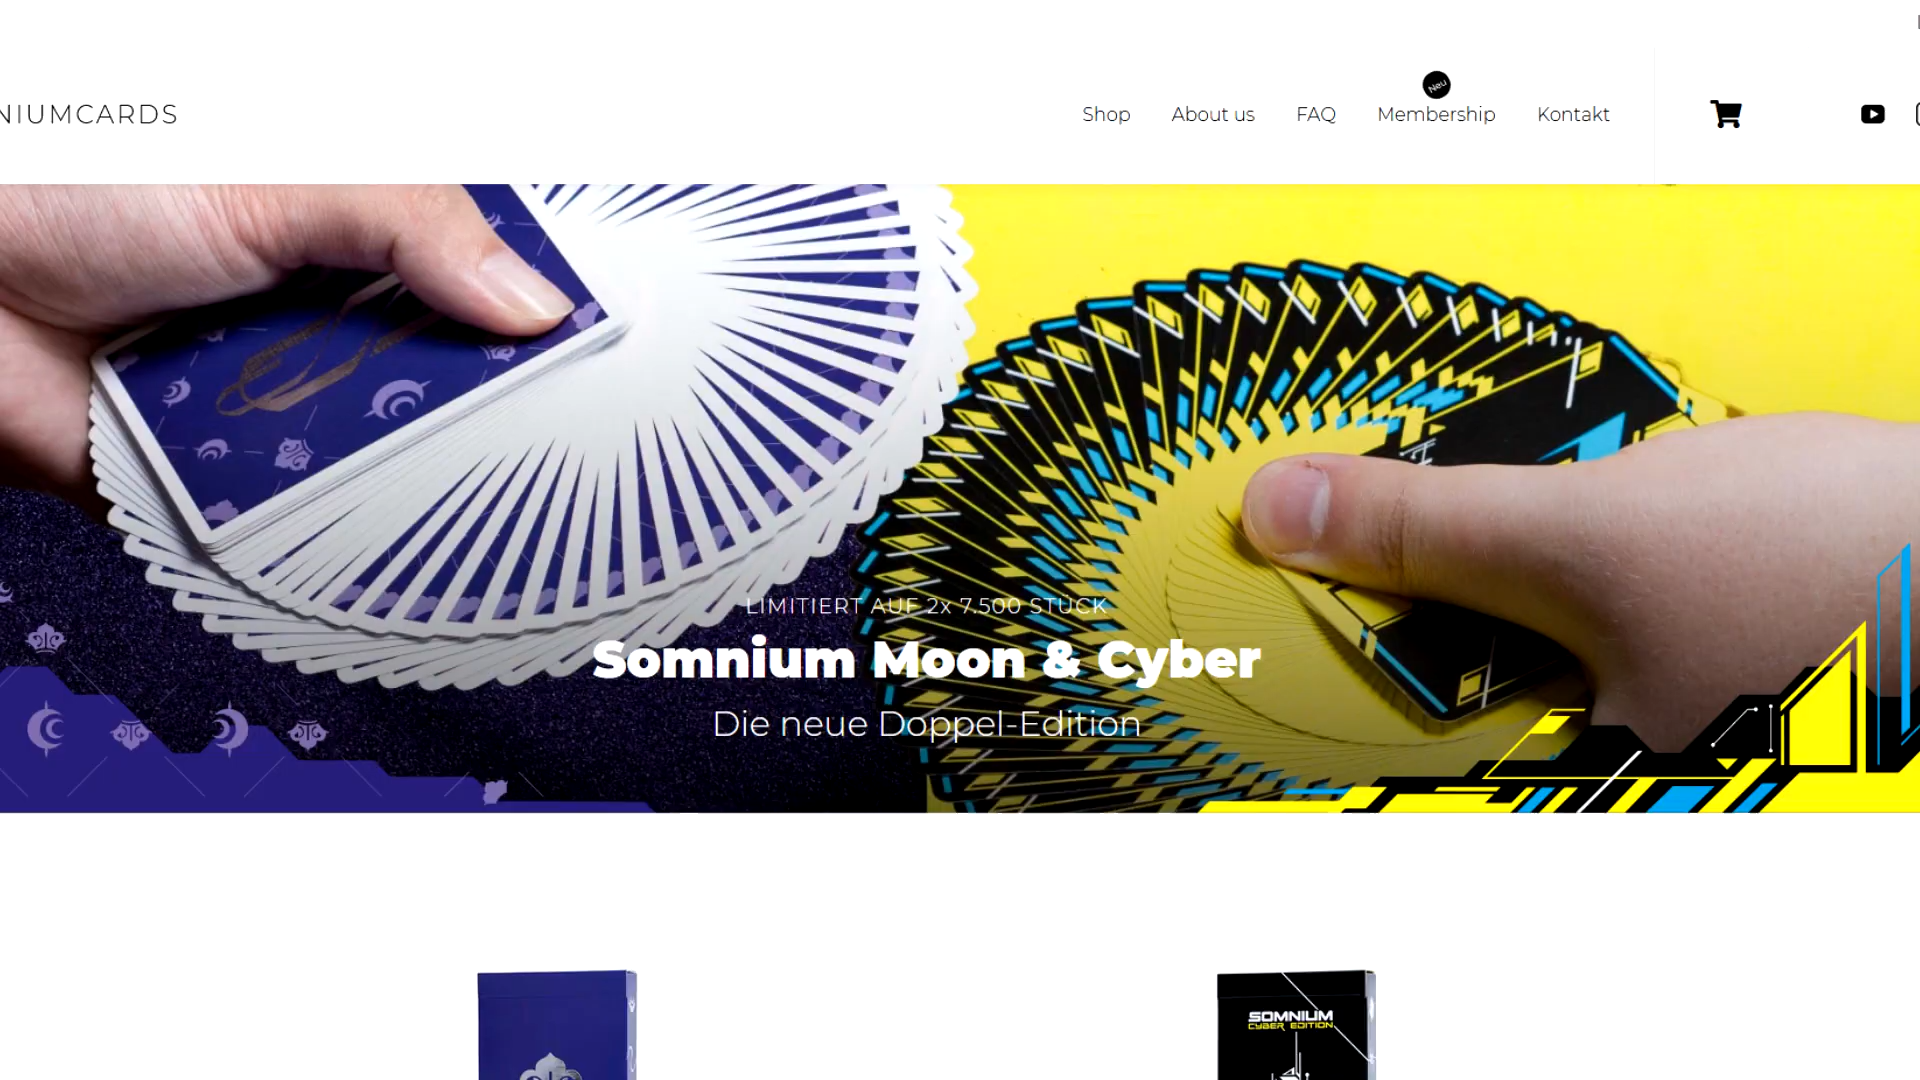 NIUMCARDS
Shop
About us
FAQ
Neu
Membership
Kontakt
LIMITIERT AUF 2x 7.500 STÜCK
Somnium Moon & Cyber
Die neue Doppel-Edition
SOMNIUM
CYBER EDITION